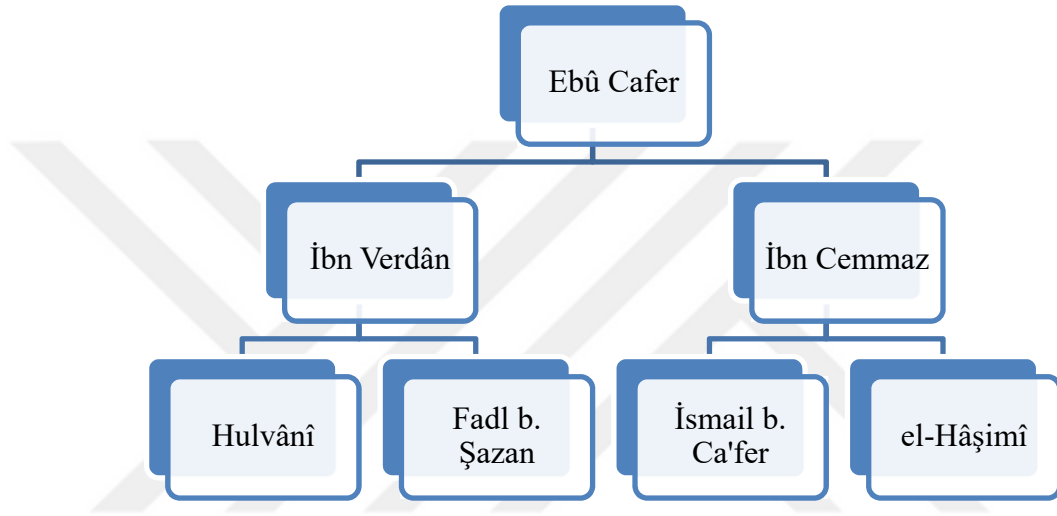 Ebû Cafer
İbn Verdân
İbn Cemmaz
Hulvânî
Fadl b.
Şazan
İsmail b.
Ca'fer
el-Hâşimî